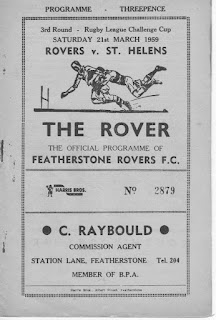 PROGRAMME - THREEPENCE
3rd Round - Rugby League Challenge Cup
SATURDAY 21st MARCH 1959
ROVERS v. ST. HELENS
THE ROVER
THE OFFICIAL PROGRAMME OF
FEATHERSTONE ROVERS F.C.
HARRIS BROS.
No 2879
● C. RAYBOULD ●
COMMISSION AGENT
STATION LANE, FEATHERSTONE Tel. 204
MEMBER OF B.P.A.